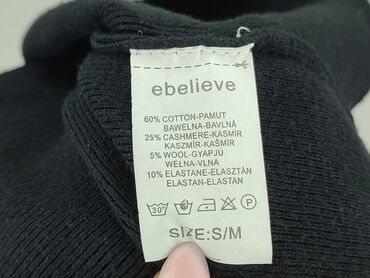 ebelieve
60% COTTON-PAMUT
BAWEŁNA-BAVLNÁ
25% CASHMERE-KASMÍR
KASZMIR-KAŠMÍR
5% WOOL-GYAPJÚ
WEŁNA-VLNA
10% ELASTANE-ELASZTÁN
ELASTAN-ELASTAN
30° P
SIZE:S/M